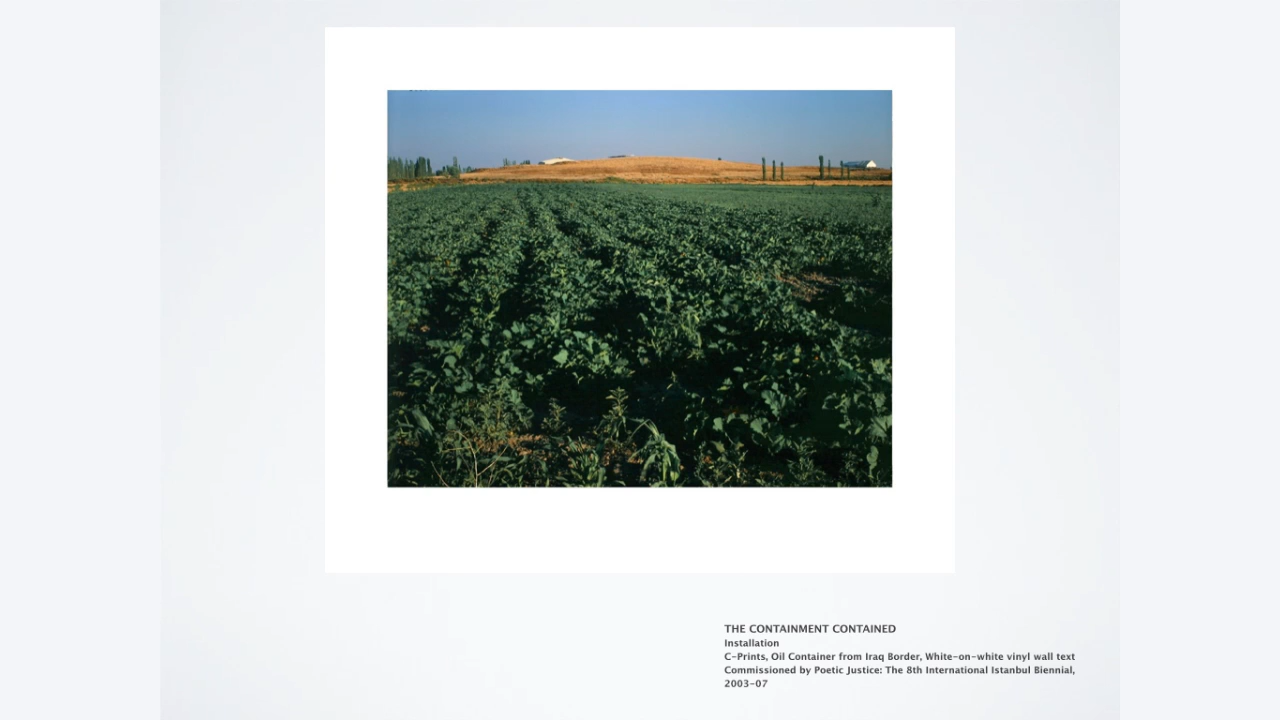 THE CONTAINMENT CONTAINED
Installation
C-Prints, Oil Container from Iraq Border, White-on-white vinyl wall text
Commissioned by Poetic Justice: The 8th International Istanbul Biennial,
2003-07